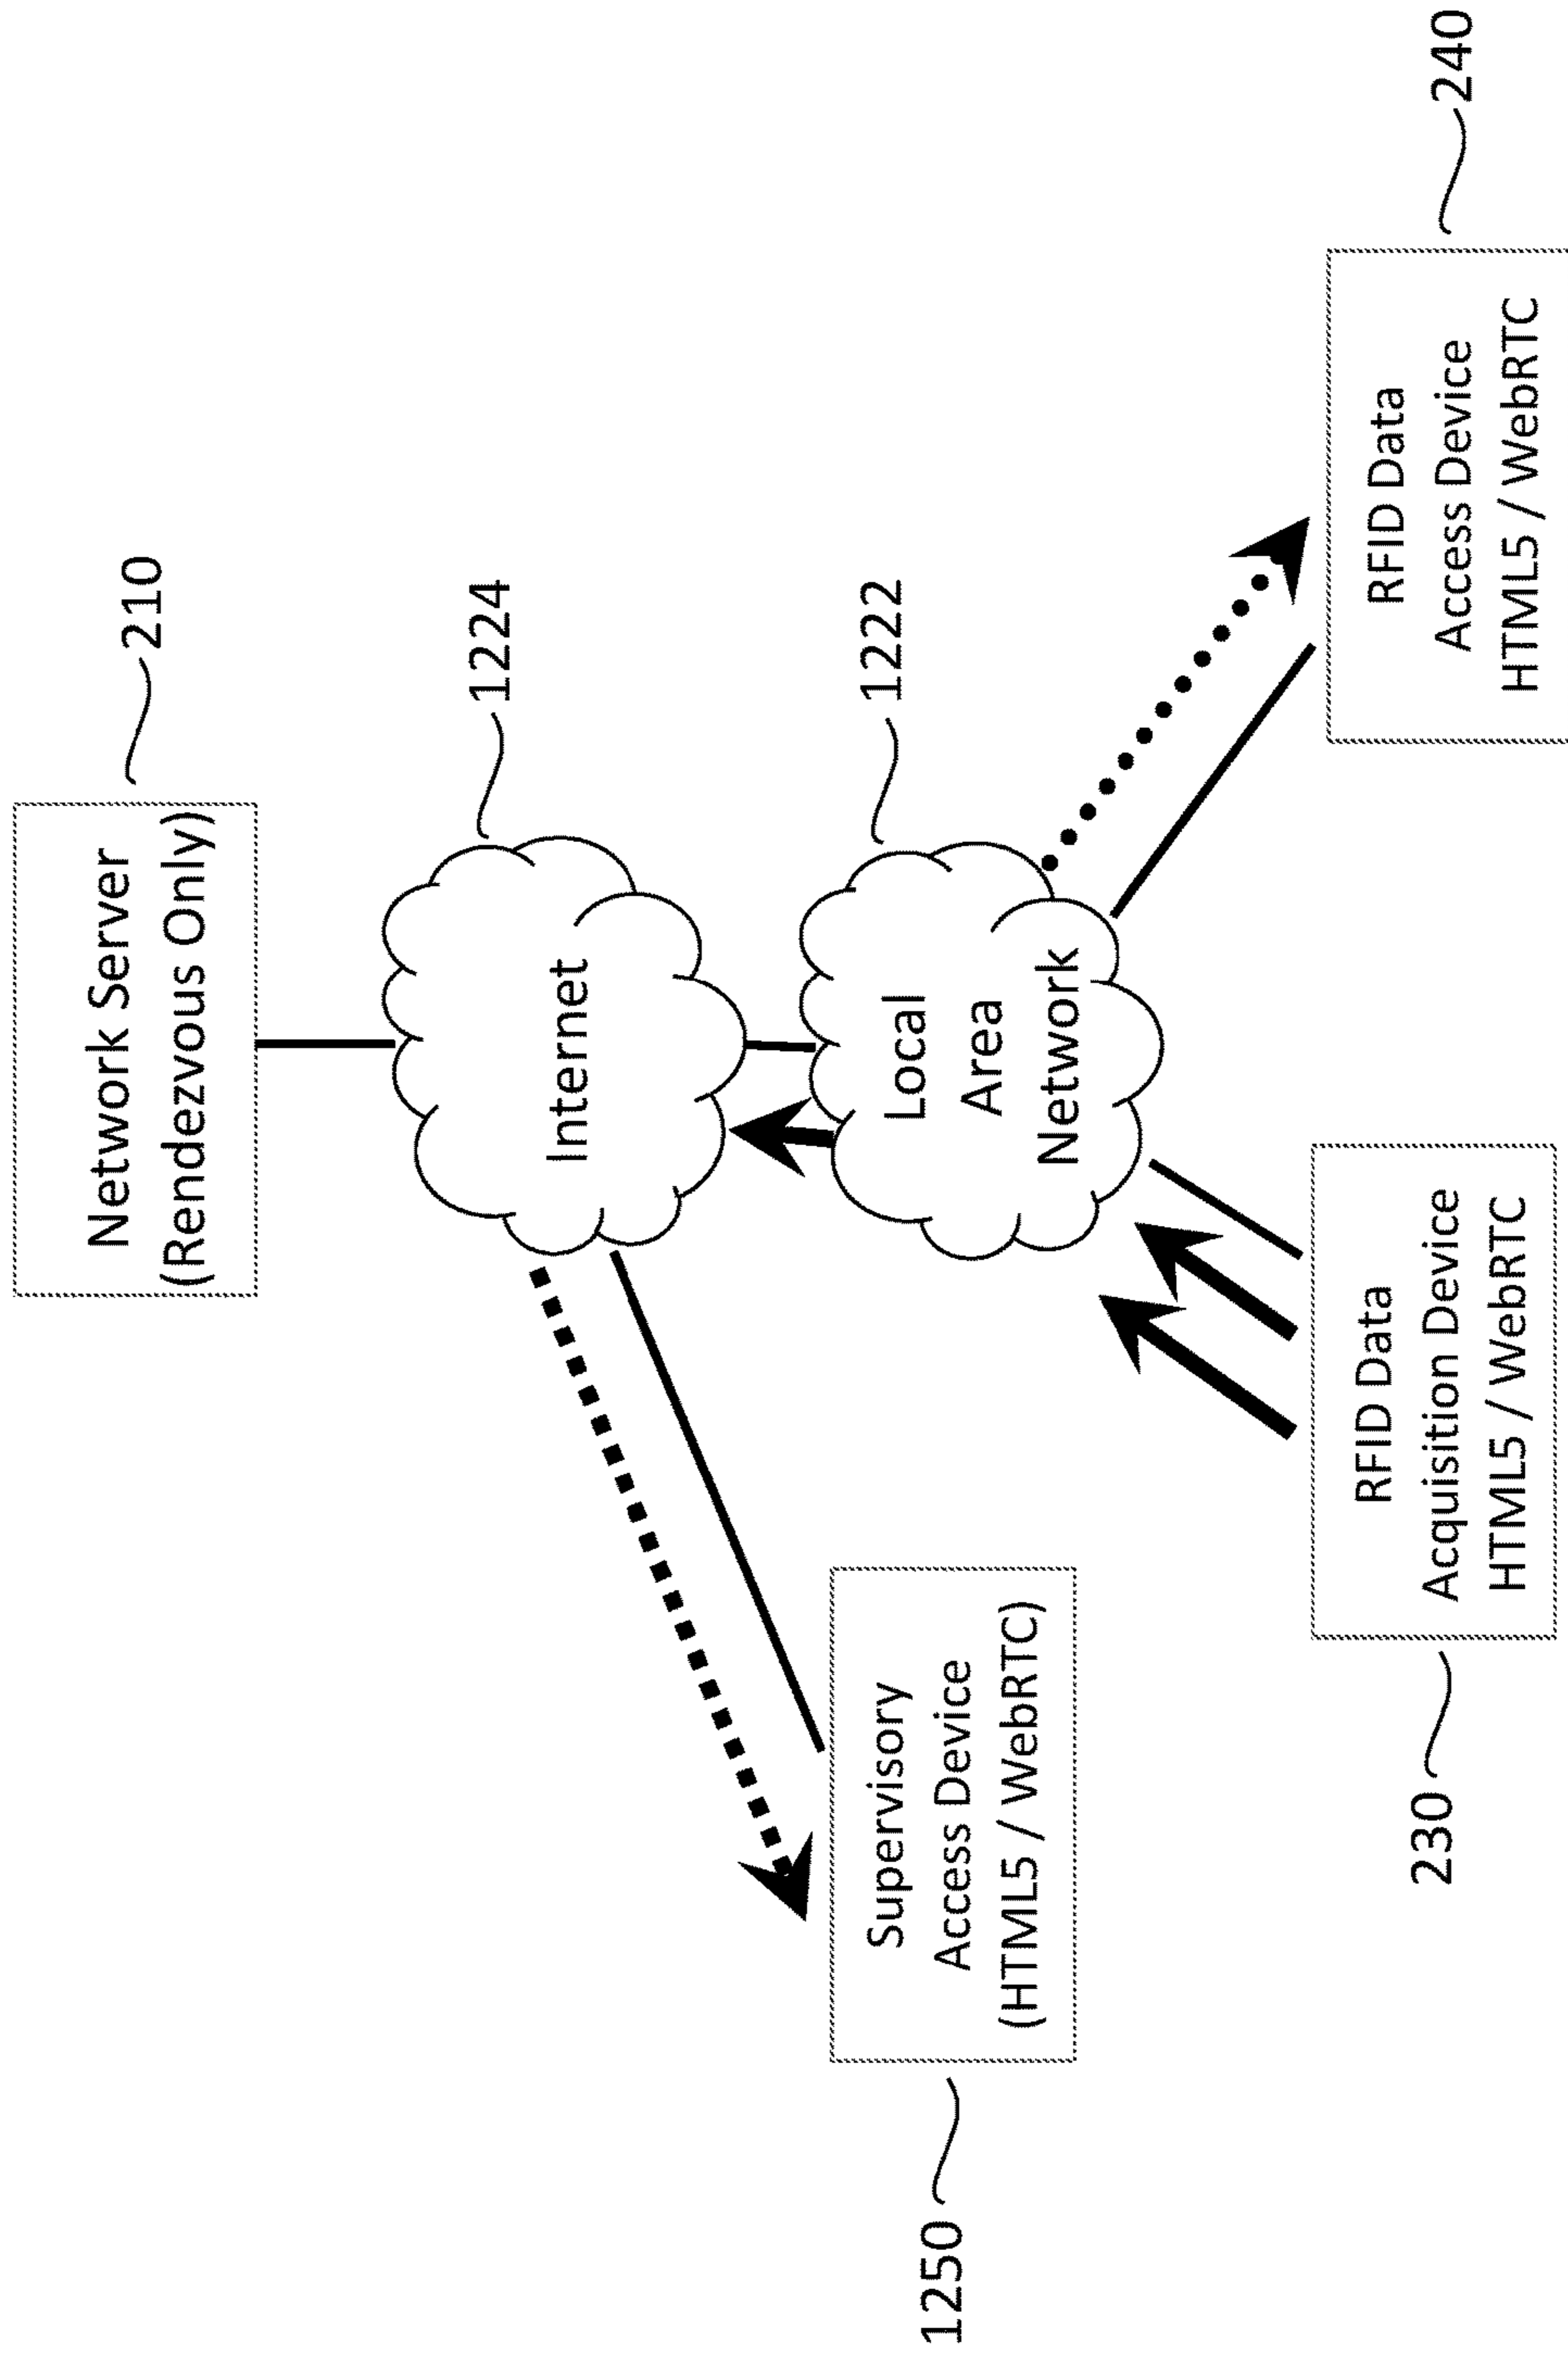 Network Server
(Rendezvous Only)
210
Internet
1224
Local
Area
Network
1222
Supervisory
Access Device
(HTML5 / WebRTC)
1250
RFID Data
Acquisition Device
HTML5 / WebRTC
230
RFID Data
Access Device
HTML5 / WebRTC
240